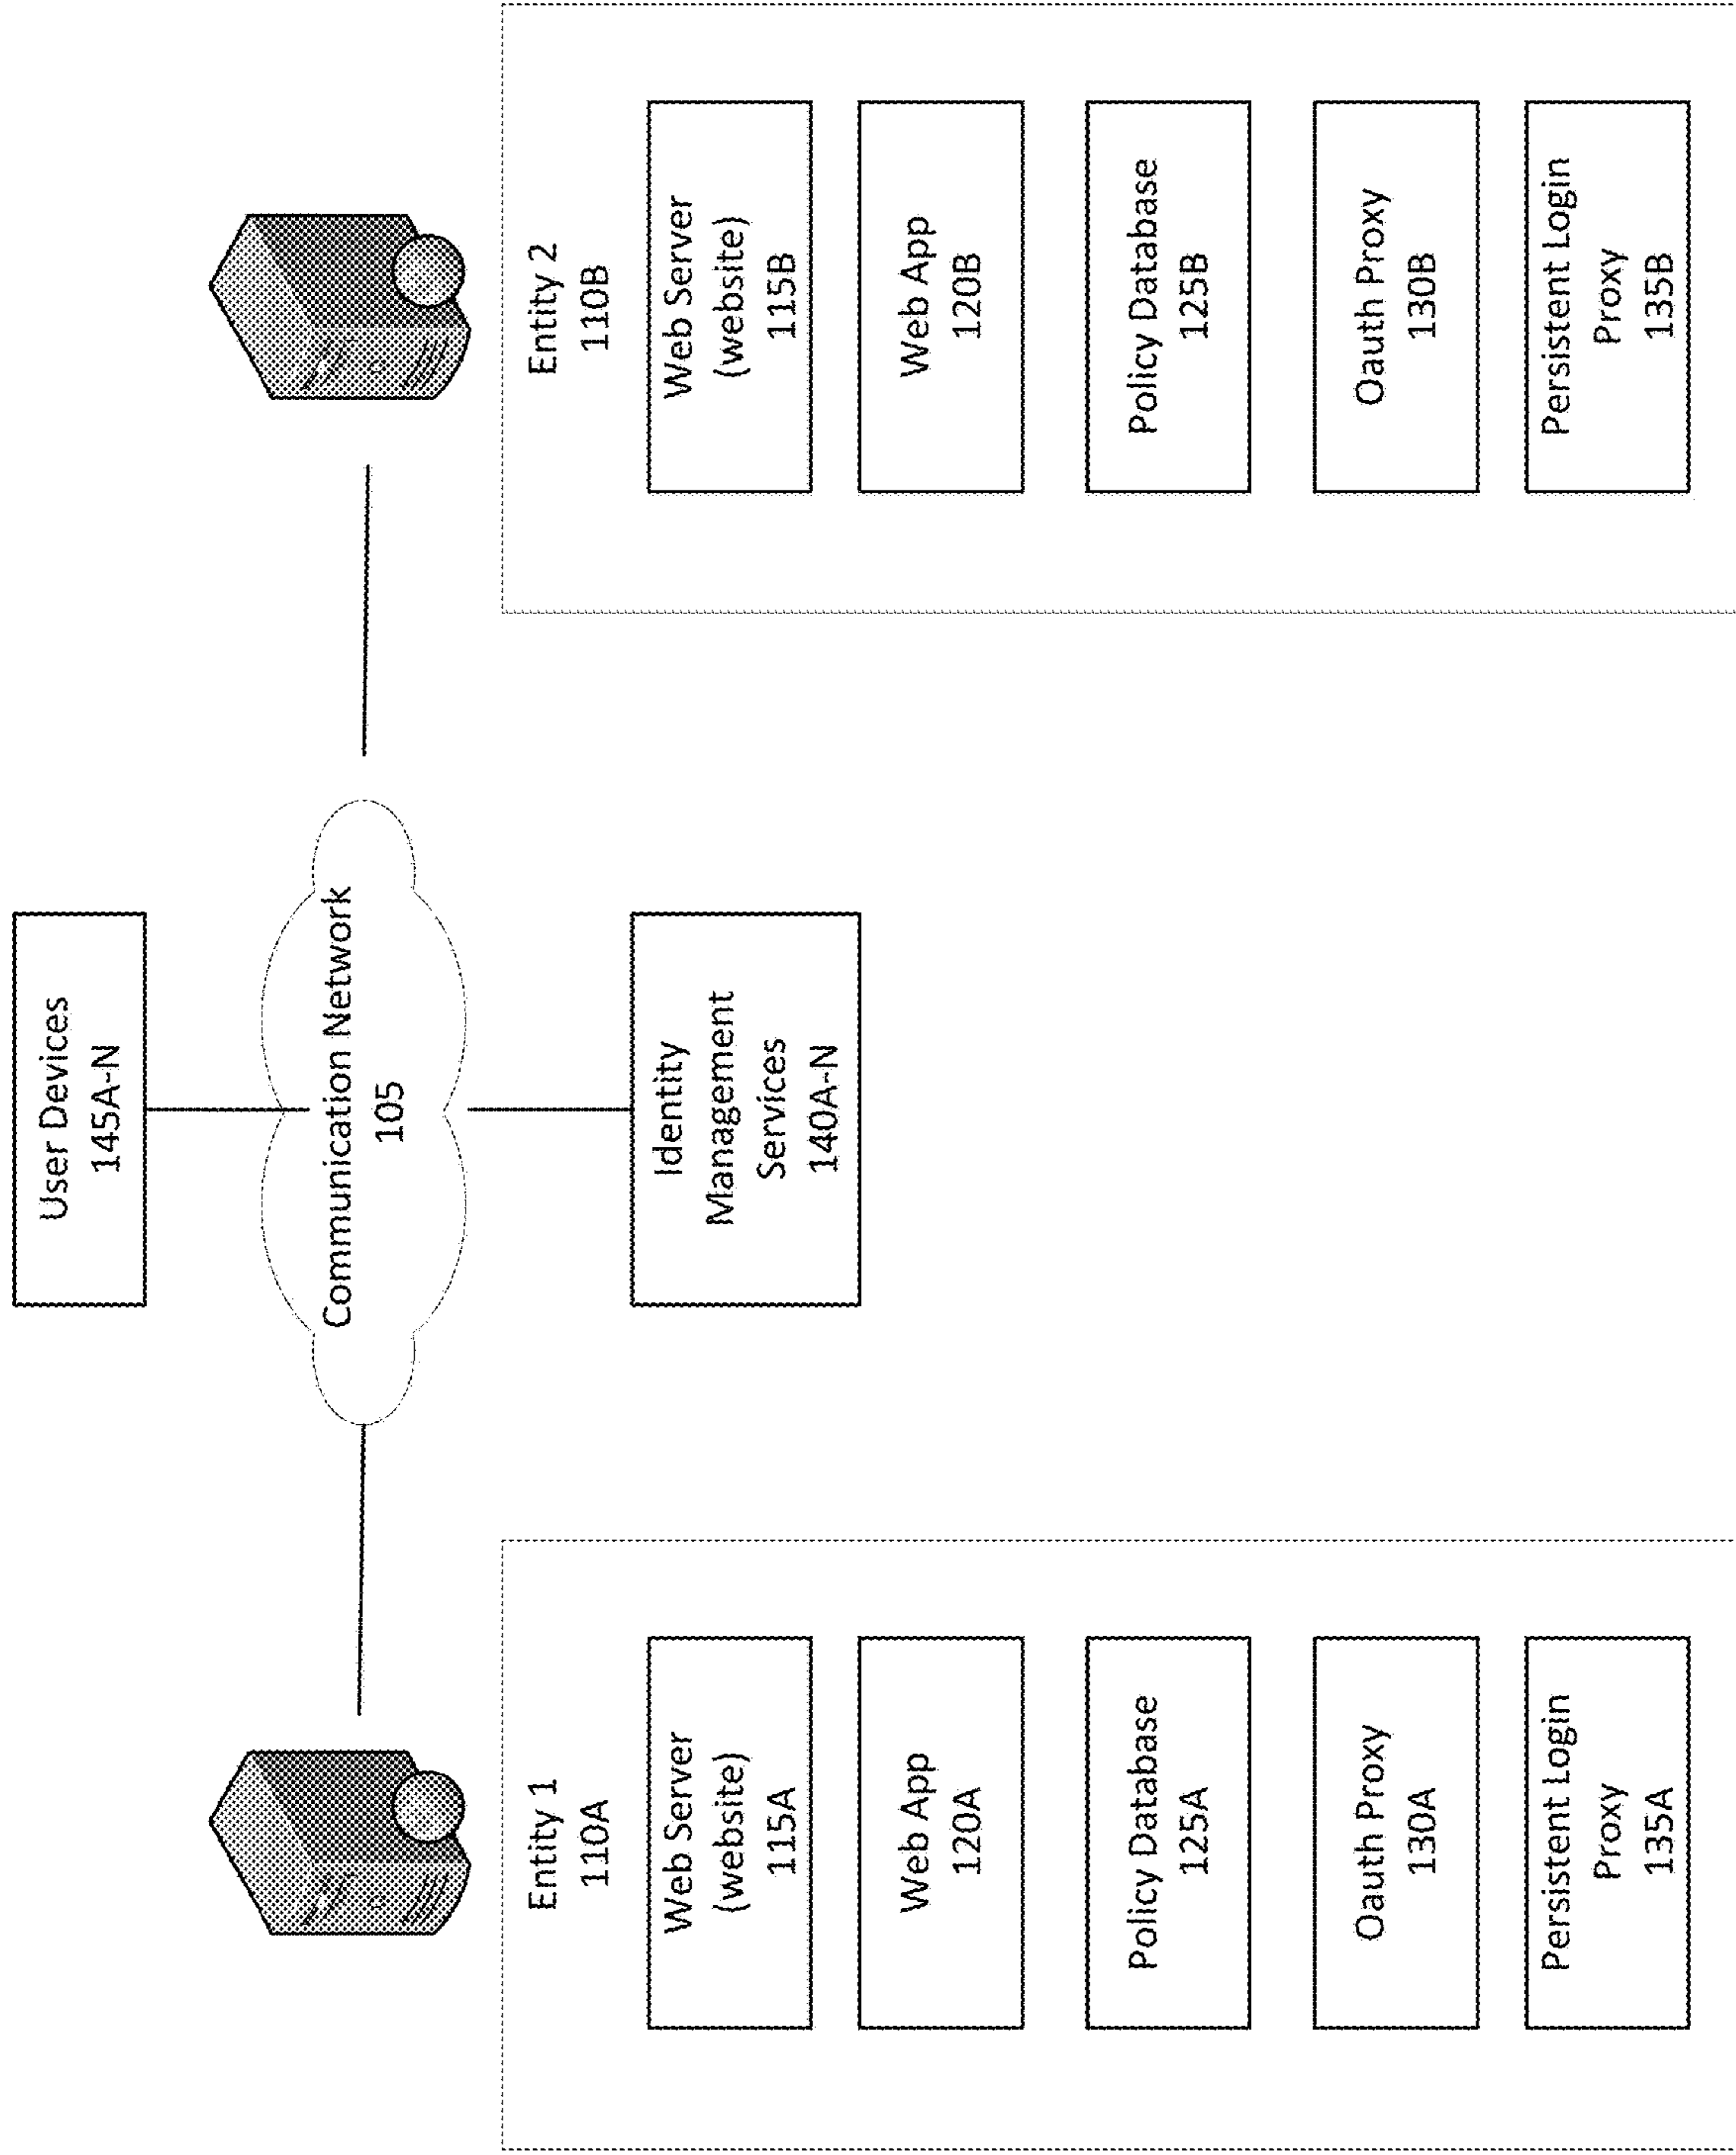 User Devices
145A-N
Communication Network
105
Identity
Management
Services
140A-N
Entity 1
110A
Web Server
(website)
115A
Web App
120A
Policy Database
125A
Oauth Proxy
130A
Persistent Login
Proxy
135A
Entity 2
110B
Web Server
(website)
115B
Web App
120B
Policy Database
125B
Oauth Proxy
130B
Persistent Login
Proxy
135B